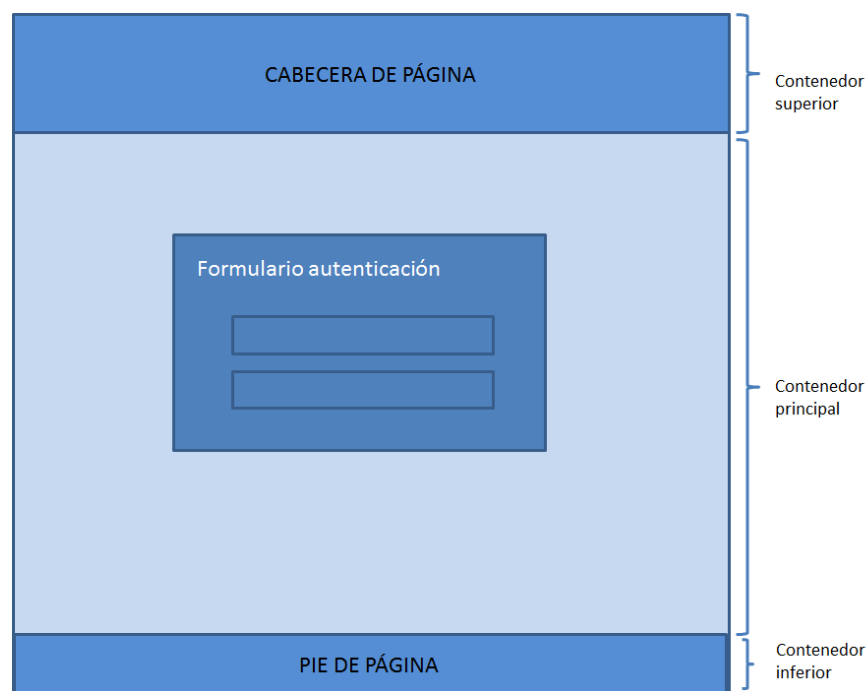 CABECERA DE PÁGINA
Contenedor
superior
Formulario autenticación
Contenedor
principal
PIE DE PÁGINA
Contenedor
inferior